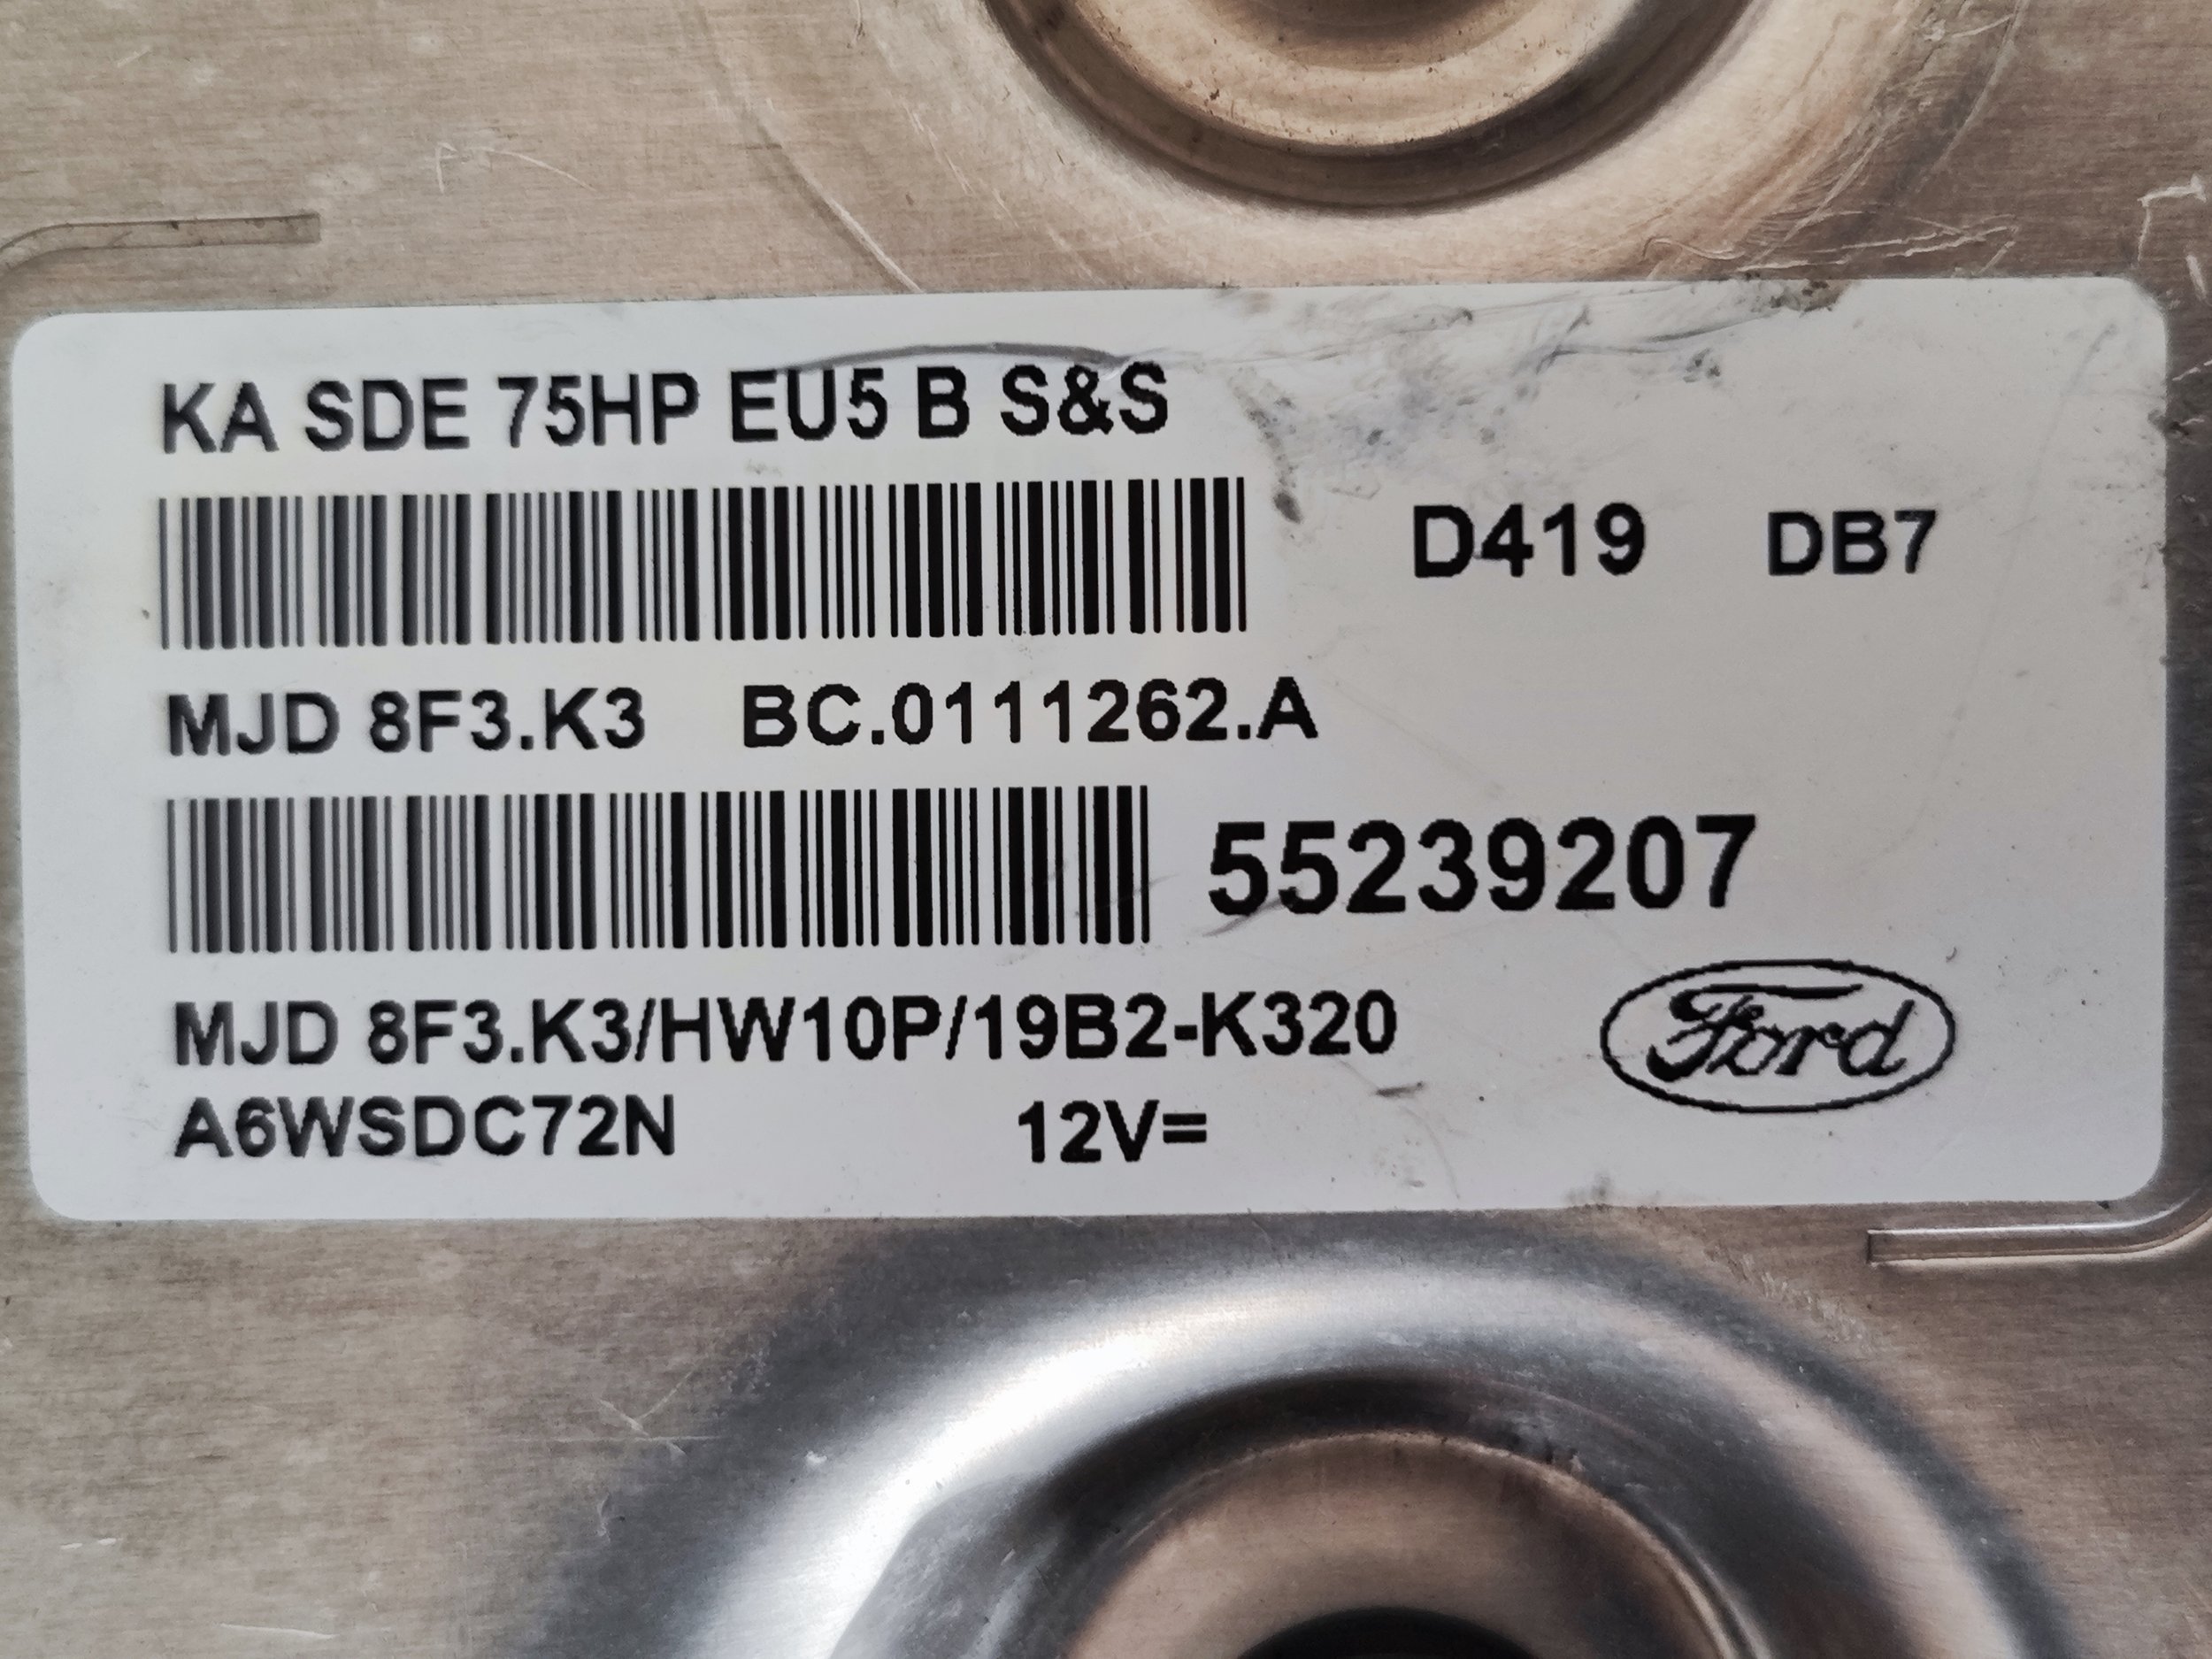 KA SDE 75HP EU5 B S&S
D419 DB7
MJD 8F3.K3 BC.0111262.A
55239207
MJD 8F3.K3/HW10P/19B2-K320
Ford
A6WSDC72N 12V=